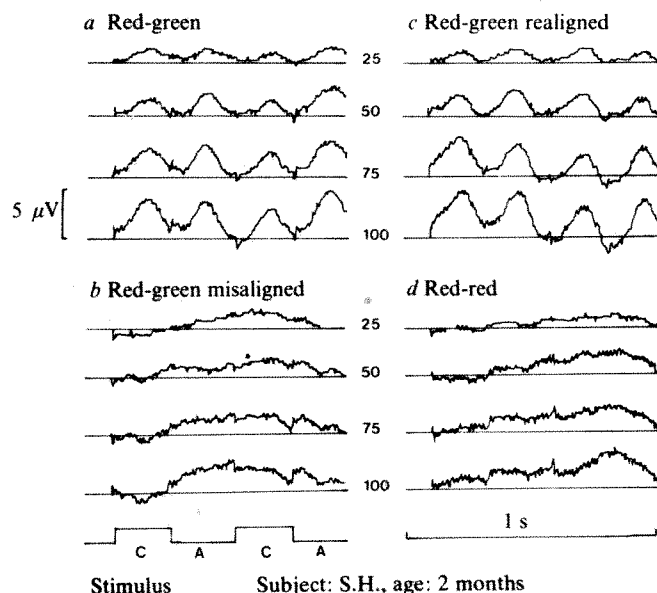 a Red-green
c Red-green realigned
25
50
75
5 μV
100
b Red-green misaligned
d Red-red
25
50
75
100
1 s
C A C A
Stimulus
Subject: S.H., age: 2 months